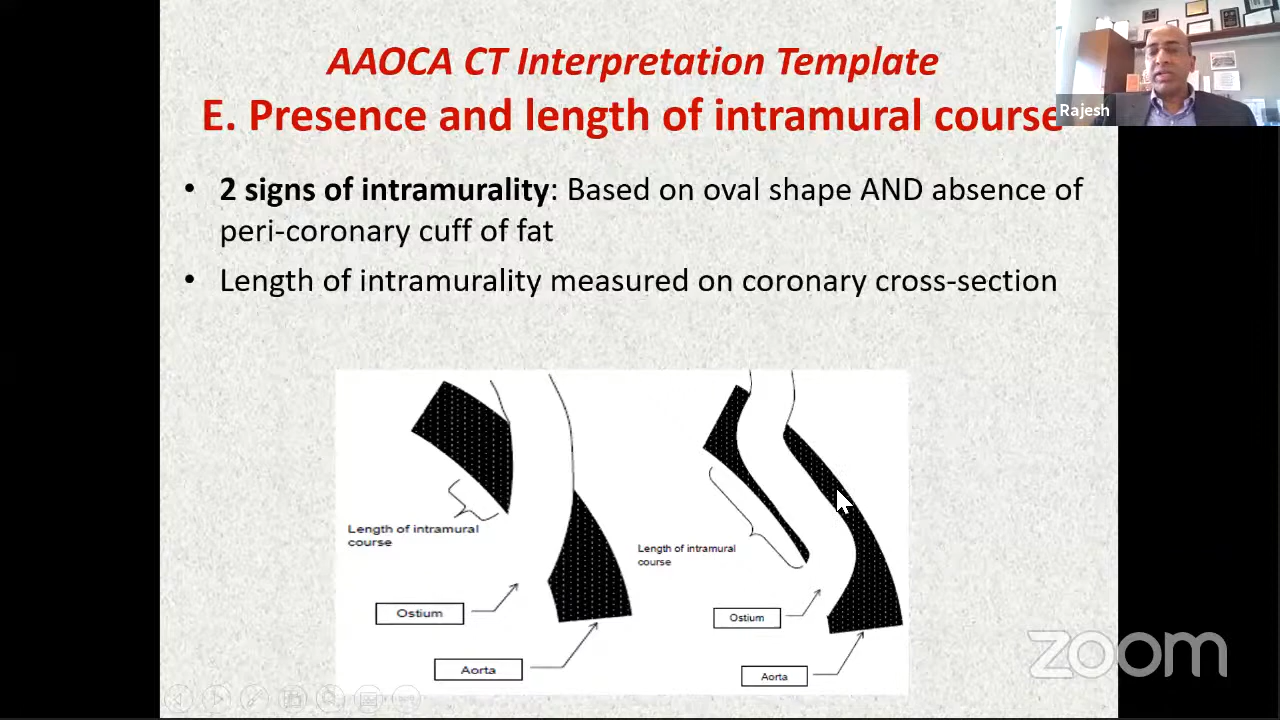 AAOCA CT Interpretation Template
E. Presence and length of intramural course
Rajesh
• 2 signs of intramurality: Based on oval shape AND absence of
peri-coronary cuff of fat
• Length of intramurality measured on coronary cross-section
Length of intramural
course
Ostium
Aorta
Length of intramural
course
Ostium
Aorta
zoom